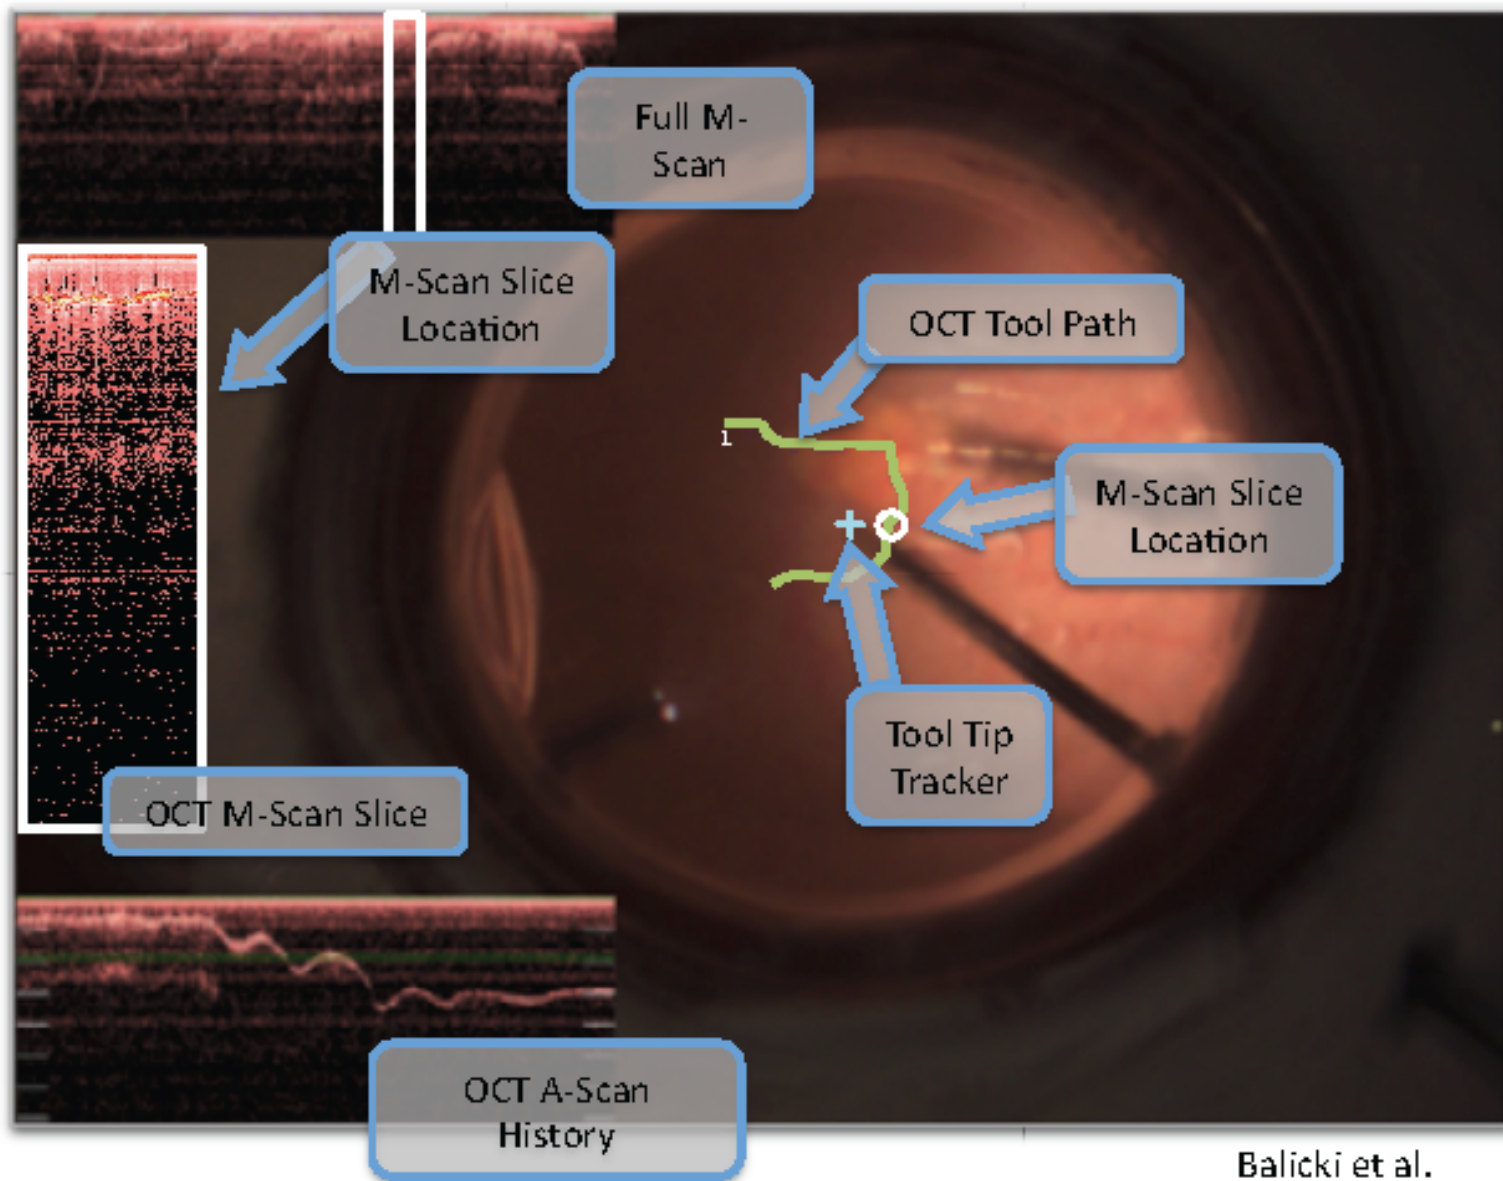 Full M-
Scan
M-Scan Slice
Location
OCT Tool Path
1
M-Scan Slice
Location
Tool Tip
Tracker
OCT M-Scan Slice
OCT A-Scan
History
Balicki et al.